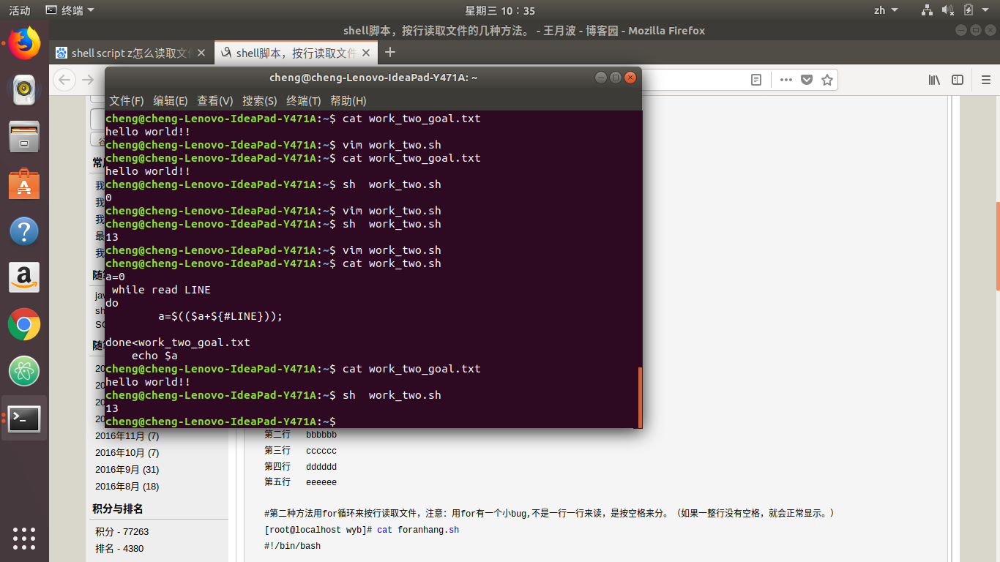 活动 终端 星期三 10：35 zh
shell脚本，按行读取文件的几种方法。 - 王月波 - 博客园 - Mozilla Firefox
shell script z怎么读取文件 shell脚本，按行读取文件
cheng@cheng-Lenovo-IdeaPad-Y471A: ~
文件(F) 编辑(E) 查看(V) 搜索(S) 终端(T) 帮助(H)
cheng@cheng-Lenovo-IdeaPad-Y471A:~$ cat work_two_goal.txt
hello world!!
cheng@cheng-Lenovo-IdeaPad-Y471A:~$ vim work_two.sh
cheng@cheng-Lenovo-IdeaPad-Y471A:~$ cat work_two_goal.txt
hello world!!
cheng@cheng-Lenovo-IdeaPad-Y471A:~$ sh  work_two.sh
0
cheng@cheng-Lenovo-IdeaPad-Y471A:~$ vim work_two.sh
cheng@cheng-Lenovo-IdeaPad-Y471A:~$ sh  work_two.sh
13
cheng@cheng-Lenovo-IdeaPad-Y471A:~$ vim work_two.sh
cheng@cheng-Lenovo-IdeaPad-Y471A:~$ cat work_two.sh
a=0
 while read LINE
do
        a=$(($a+${#LINE}));
done<work_two_goal.txt
    echo $a
cheng@cheng-Lenovo-IdeaPad-Y471A:~$ cat work_two_goal.txt
hello world!!
cheng@cheng-Lenovo-IdeaPad-Y471A:~$ sh  work_two.sh
13
cheng@cheng-Lenovo-IdeaPad-Y471A:~$
常
我
我
我
最
我
随
jav
sh
随
2016年11月 (7)
2016年10月 (7)
2016年9月 (31)
2016年8月 (18)
积分与排名
积分 - 77263
排名 - 4380
第二行 bbbbbb
第三行 cccccc
第四行 dddddd
第五行 eeeeee
#第二种方法用for循环来按行读取文件，注意：用for有一个小bug,不是一行一行来读，是按空格来分。（如果一整行没有空格，就会正常显示。）
[root@localhost wyb]# cat foranhang.sh
#!/bin/bash